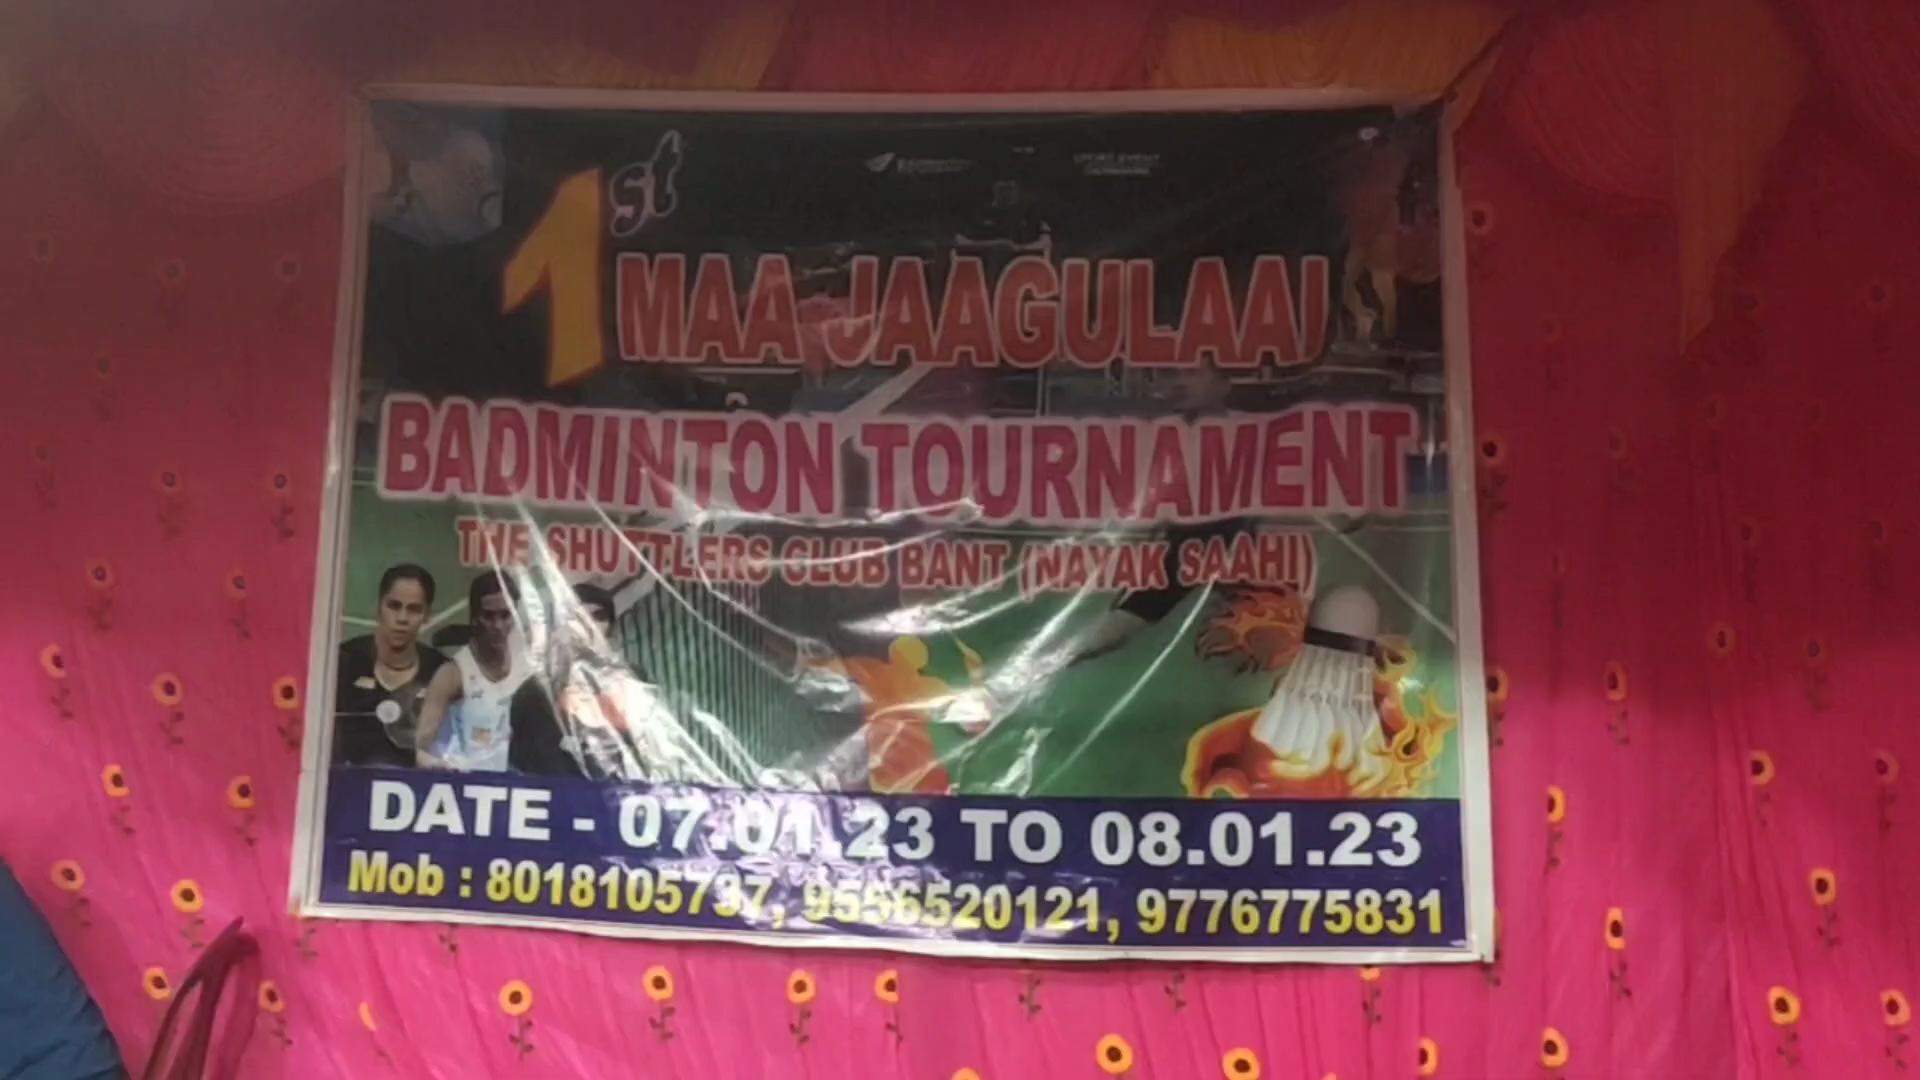 1st
MAA JAAGULAAI
BADMINTON TOURNAMENT
THE SHUTTLERS CLUB BANT (NAYAK SAAHI)
DATE - 07.01.23 TO 08.01.23
Mob : 8018105737, 9556520121, 9776775831